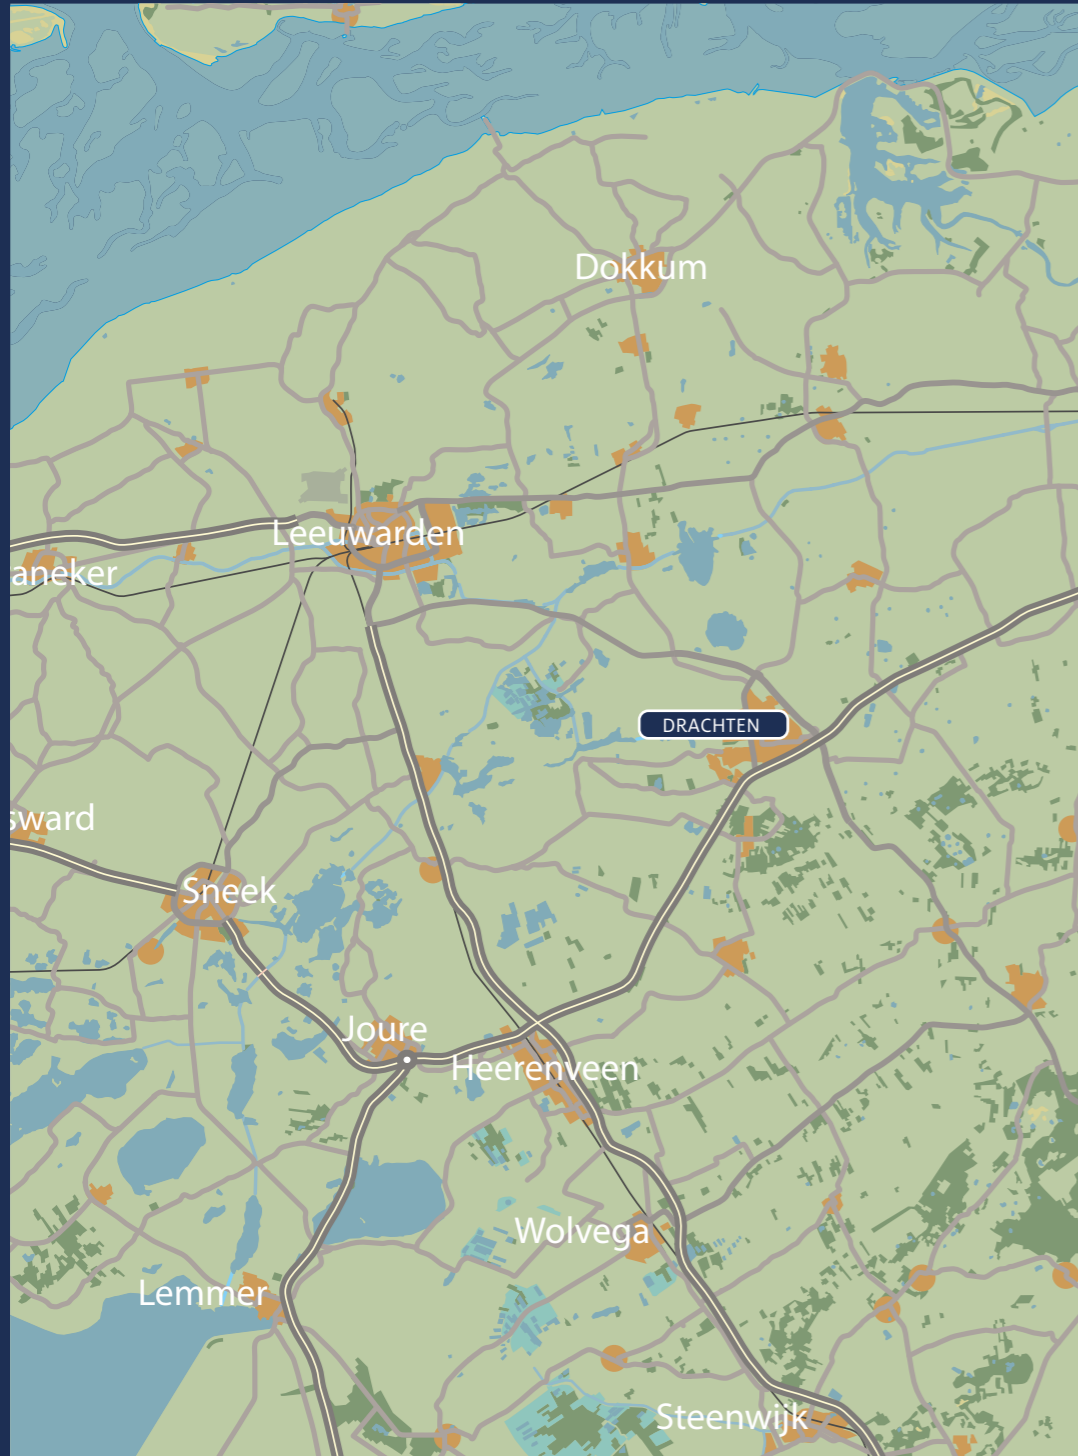 Dokkum
Leeuwarden
aneker
DRACHTEN
sward
Sneek
Joure
Heerenveen
Wolvega
Lemmer
Steenwijk